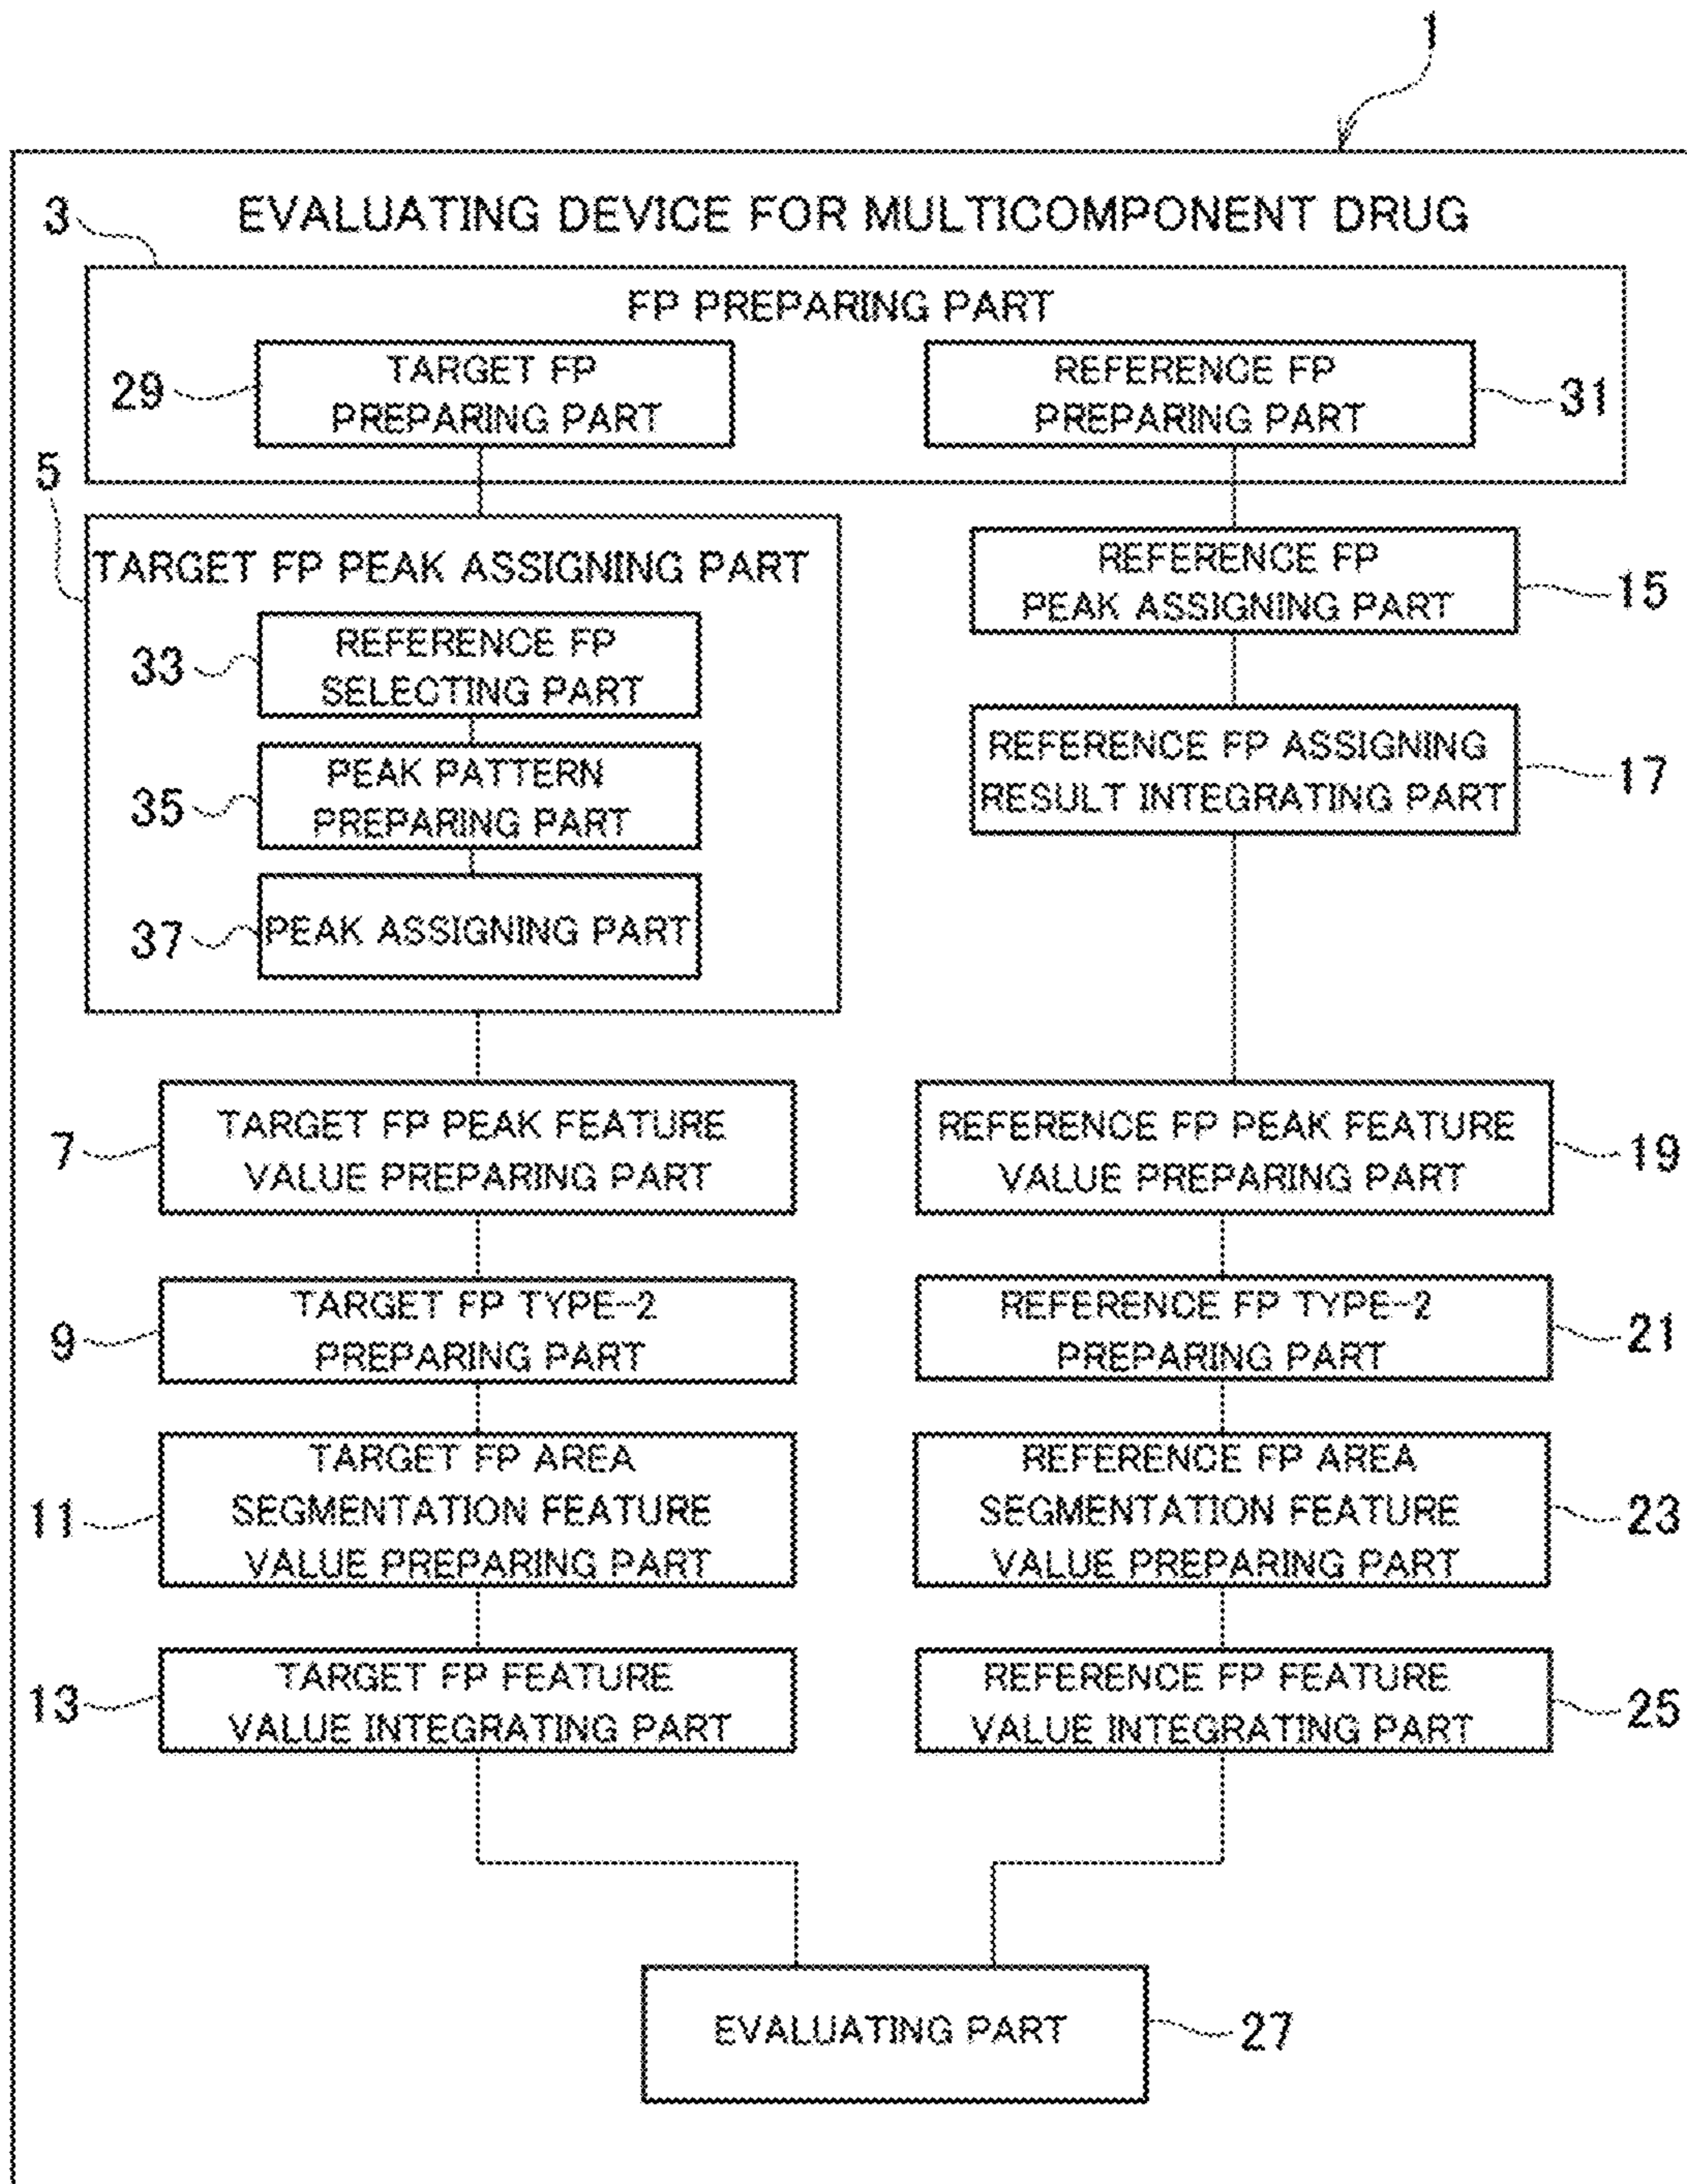 1
EVALUATING DEVICE FOR MULTICOMPONENT DRUG
3
FP PREPARING PART
29
TARGET FP
PREPARING PART
REFERENCE FP
PREPARING PART
31
5
TARGET FP PEAK ASSIGNING PART
33
REFERENCE FP
SELECTING PART
35
PEAK PATTERN
PREPARING PART
37
PEAK ASSIGNING PART
REFERENCE FP
PEAK ASSIGNING PART
15
REFERENCE FP ASSIGNING
RESULT INTEGRATING PART
17
7
TARGET FP PEAK FEATURE
VALUE PREPARING PART
REFERENCE FP PEAK FEATURE
VALUE PREPARING PART
19
9
TARGET FP TYPE-2
PREPARING PART
REFERENCE FP TYPE-2
PREPARING PART
21
11
TARGET FP AREA
SEGMENTATION FEATURE
VALUE PREPARING PART
REFERENCE FP AREA
SEGMENTATION FEATURE
VALUE PREPARING PART
23
13
TARGET FP FEATURE
VALUE INTEGRATING PART
REFERENCE FP FEATURE
VALUE INTEGRATING PART
25
EVALUATING PART
27